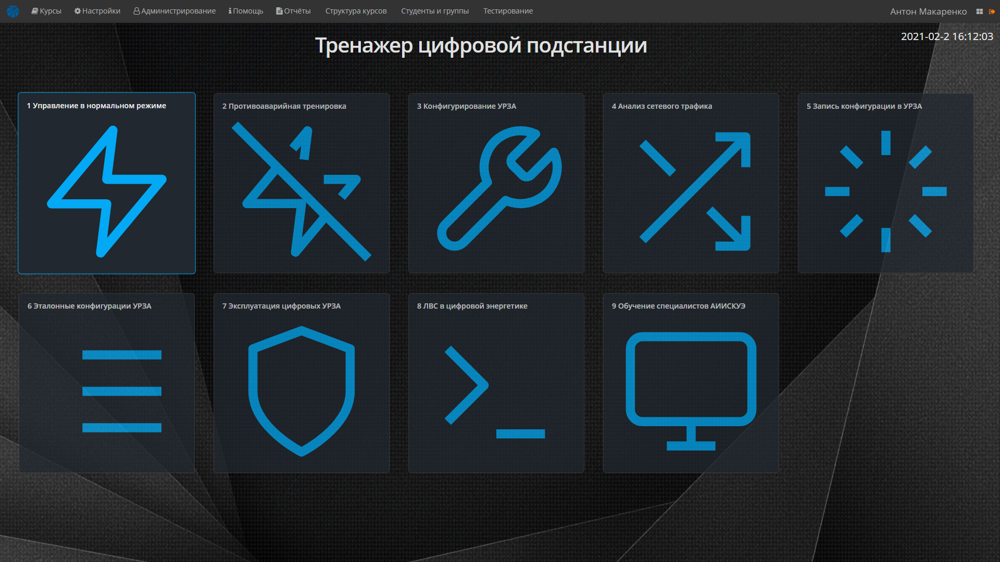 Курсы Настройки Администрирование Помощь Отчёты Структура курсов Студенты и группы Тестирование Антон Макаренко
2021-02-2 16:12:03
Тренажер цифровой подстанции
1 Управление в нормальном режиме
2 Противоаварийная тренировка
3 Конфигурирование УРЗА
4 Анализ сетевого трафика
5 Запись конфигурации в УРЗА
6 Эталонные конфигурации УРЗА
7 Эксплуатация цифровых УРЗА
8 ЛВС в цифровой энергетике
9 Обучение специалистов АИИСКУЭ